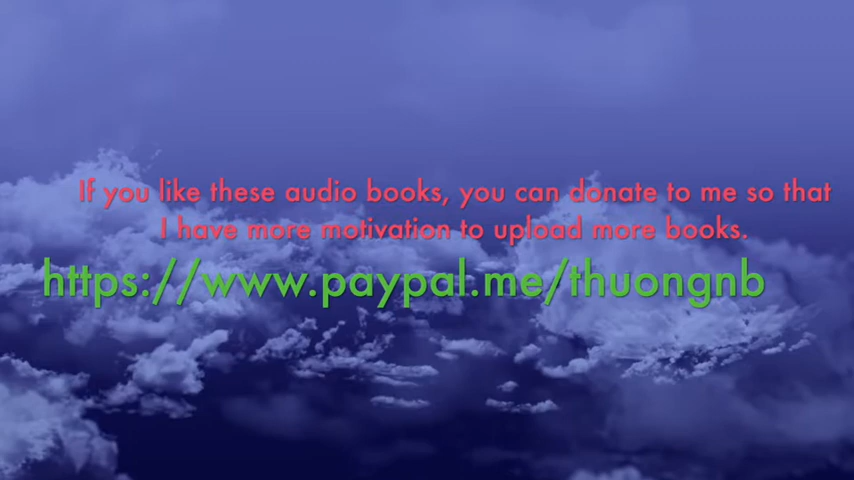 If you like these audio books, you can donate to me so that
I have more motivation to upload more books.
https://www.paypal.me/thuongnb